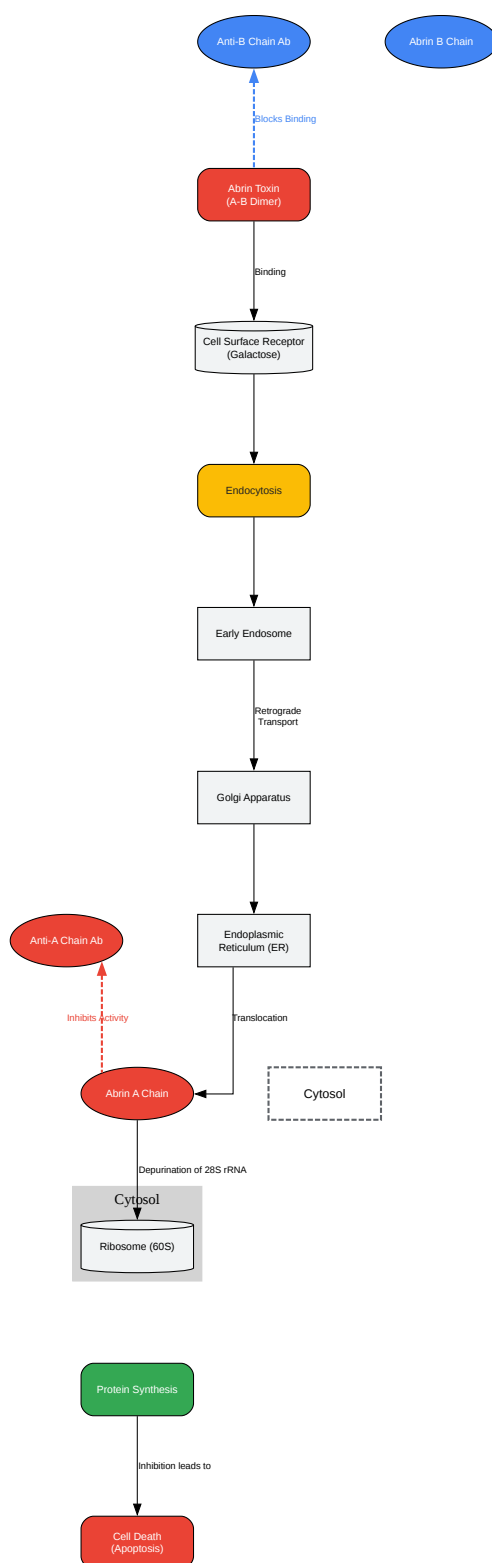 Anti-B Chain Ab
Abrin B Chain
Blocks Binding
Abrin Toxin
(A-B Dimer)
Binding
Cell Surface Receptor
(Galactose)
Endocytosis
Early Endosome
Retrograde
Transport
Golgi Apparatus
Anti-A Chain Ab
Endoplasmic
Reticulum (ER)
Inhibits Activity
Translocation
Abrin A Chain
Cytosol
Depurination of 28S rRNA
Cytosol
Ribosome (60S)
Protein Synthesis
Inhibition leads to
Cell Death
(Apoptosis)